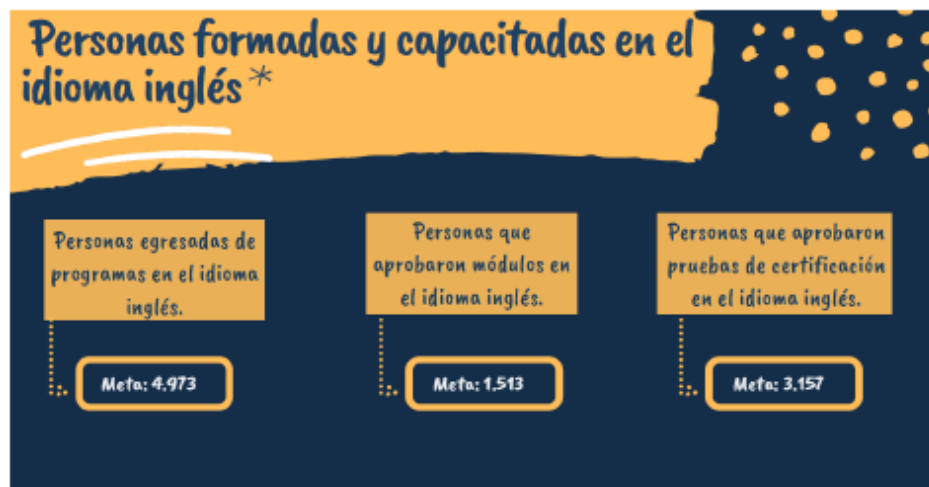 Personas formadas y capacitadas en el
idioma inglés*
Personas egresadas de
programas en el idioma
inglés.
Meta: 4.973
Personas que
aprobaron módulos en
el idioma inglés.
Meta: 1.513
Personas que aprobaron
pruebas de certificación
en el idioma inglés.
Meta: 3.157